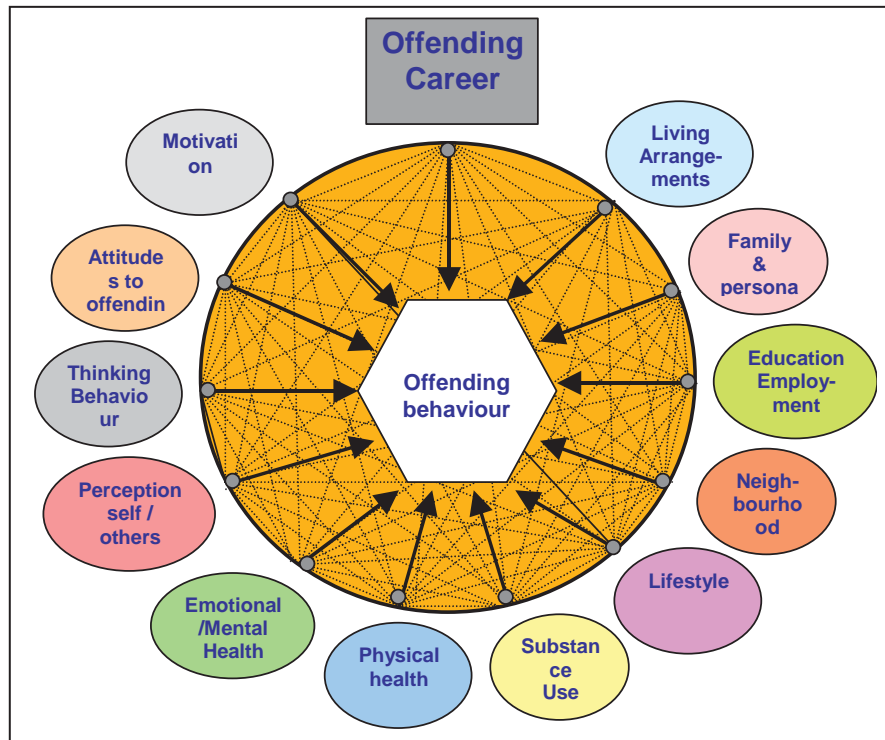 Offending
Career
Living
Arrange-
ments
Family
&
persona
Education
Employ-
ment
Neigh-
bourho
od
Lifestyle
Substan
ce
Use
Physical
health
Emotional
/Mental
Health
Perception
self /
others
Thinking
Behaviou
ur
Attitude
s to
offendin
Motivati
on
Offending
behaviour